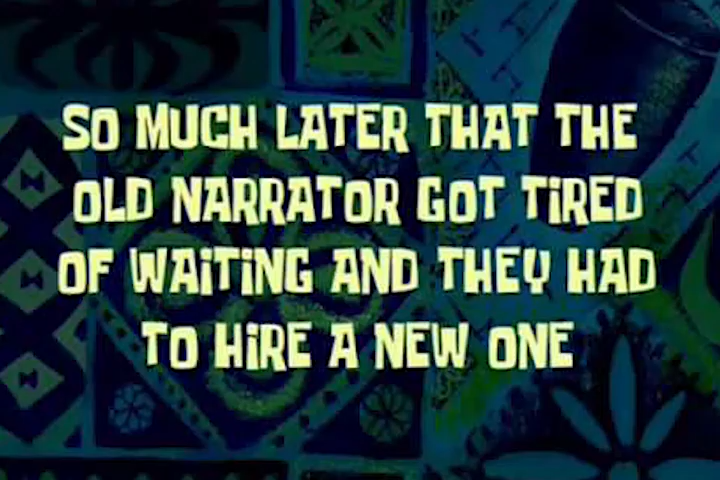 SO MUCH LATER THAT THE
OLD NARRATOR GOT TIRED
OF WAITING AND THEY HAD
TO HIRE A NEW ONE